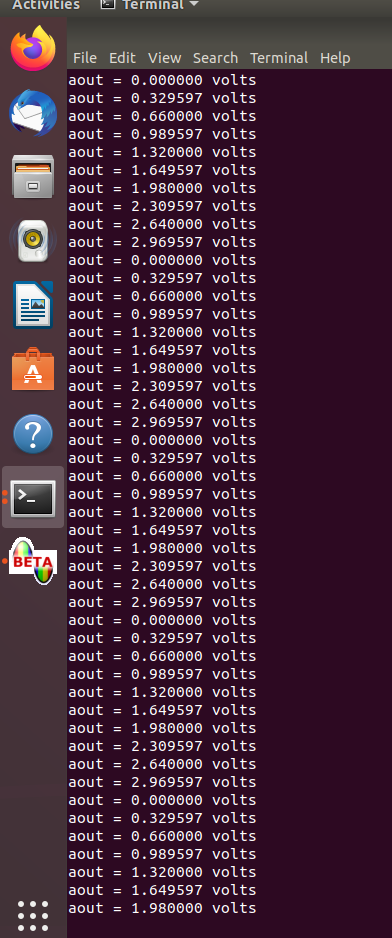 Activities Terminal
File Edit View Search Terminal Help
aout = 0.000000 volts
aout = 0.329597 volts
aout = 0.660000 volts
aout = 0.989597 volts
aout = 1.320000 volts
aout = 1.649597 volts
aout = 1.980000 volts
aout = 2.309597 volts
aout = 2.640000 volts
aout = 2.969597 volts
aout = 0.000000 volts
aout = 0.329597 volts
aout = 0.660000 volts
aout = 0.989597 volts
aout = 1.320000 volts
aout = 1.649597 volts
aout = 1.980000 volts
aout = 2.309597 volts
aout = 2.640000 volts
aout = 2.969597 volts
aout = 0.000000 volts
aout = 0.329597 volts
aout = 0.660000 volts
aout = 0.989597 volts
aout = 1.320000 volts
aout = 1.649597 volts
aout = 1.980000 volts
aout = 2.309597 volts
aout = 2.640000 volts
aout = 2.969597 volts
aout = 0.000000 volts
aout = 0.329597 volts
aout = 0.660000 volts
aout = 0.989597 volts
aout = 1.320000 volts
aout = 1.649597 volts
aout = 1.980000 volts
aout = 2.309597 volts
aout = 2.640000 volts
aout = 2.969597 volts
aout = 0.000000 volts
aout = 0.329597 volts
aout = 0.660000 volts
aout = 0.989597 volts
aout = 1.320000 volts
aout = 1.649597 volts
aout = 1.980000 volts
A
?
>_
BETA